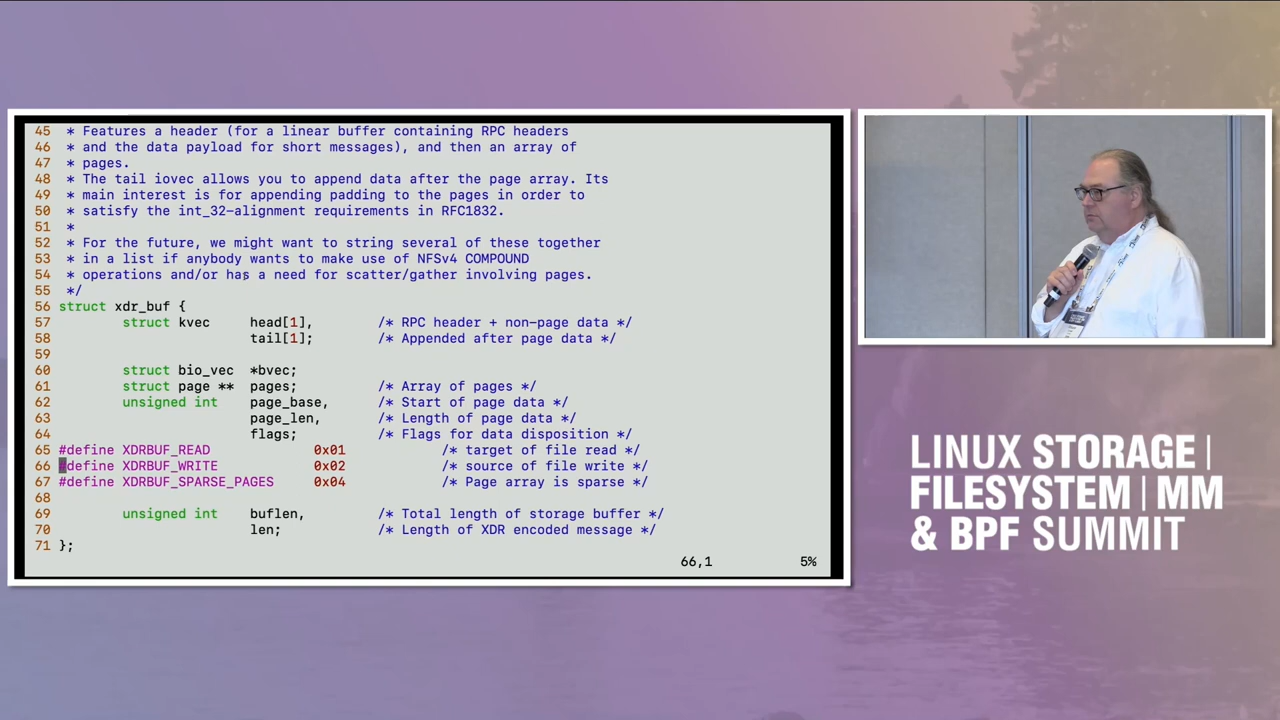 45  * Features a header (for a linear buffer containing RPC headers
46  * and the data payload for short messages), and then an array of
47  * pages.
48  * The tail iovec allows you to append data after the page array. Its
49  * main interest is for appending padding to the pages in order to
50  * satisfy the int_32-alignment requirements in RFC1832.
51  *
52  * For the future, we might want to string several of these together
53  * in a list if anybody wants to make use of NFSv4 COMPOUND
54  * operations and/or has a need for scatter/gather involving pages.
55  */
56 struct xdr_buf {
57         struct kvec     head[1],        /* RPC header + non-page data */
58                         tail[1];        /* Appended after page data */
59
60         struct bio_vec  *bvec;
61         struct page **  pages;          /* Array of pages */
62         unsigned int    page_base,      /* Start of page data */
63                         page_len,       /* Length of page data */
64                         flags;          /* Flags for data disposition */
65 #define XDRBUF_READ             0x01            /* target of file read */
66 #define XDRBUF_WRITE            0x02            /* source of file write */
67 #define XDRBUF_SPARSE_PAGES     0x04            /* Page array is sparse */
68
69         unsigned int    buflen,         /* Total length of storage buffer */
70                         len;            /* Length of XDR encoded message */
71 };
66,1 5%
LINUX STORAGE |
FILESYSTEM | MM
& BPF SUMMIT